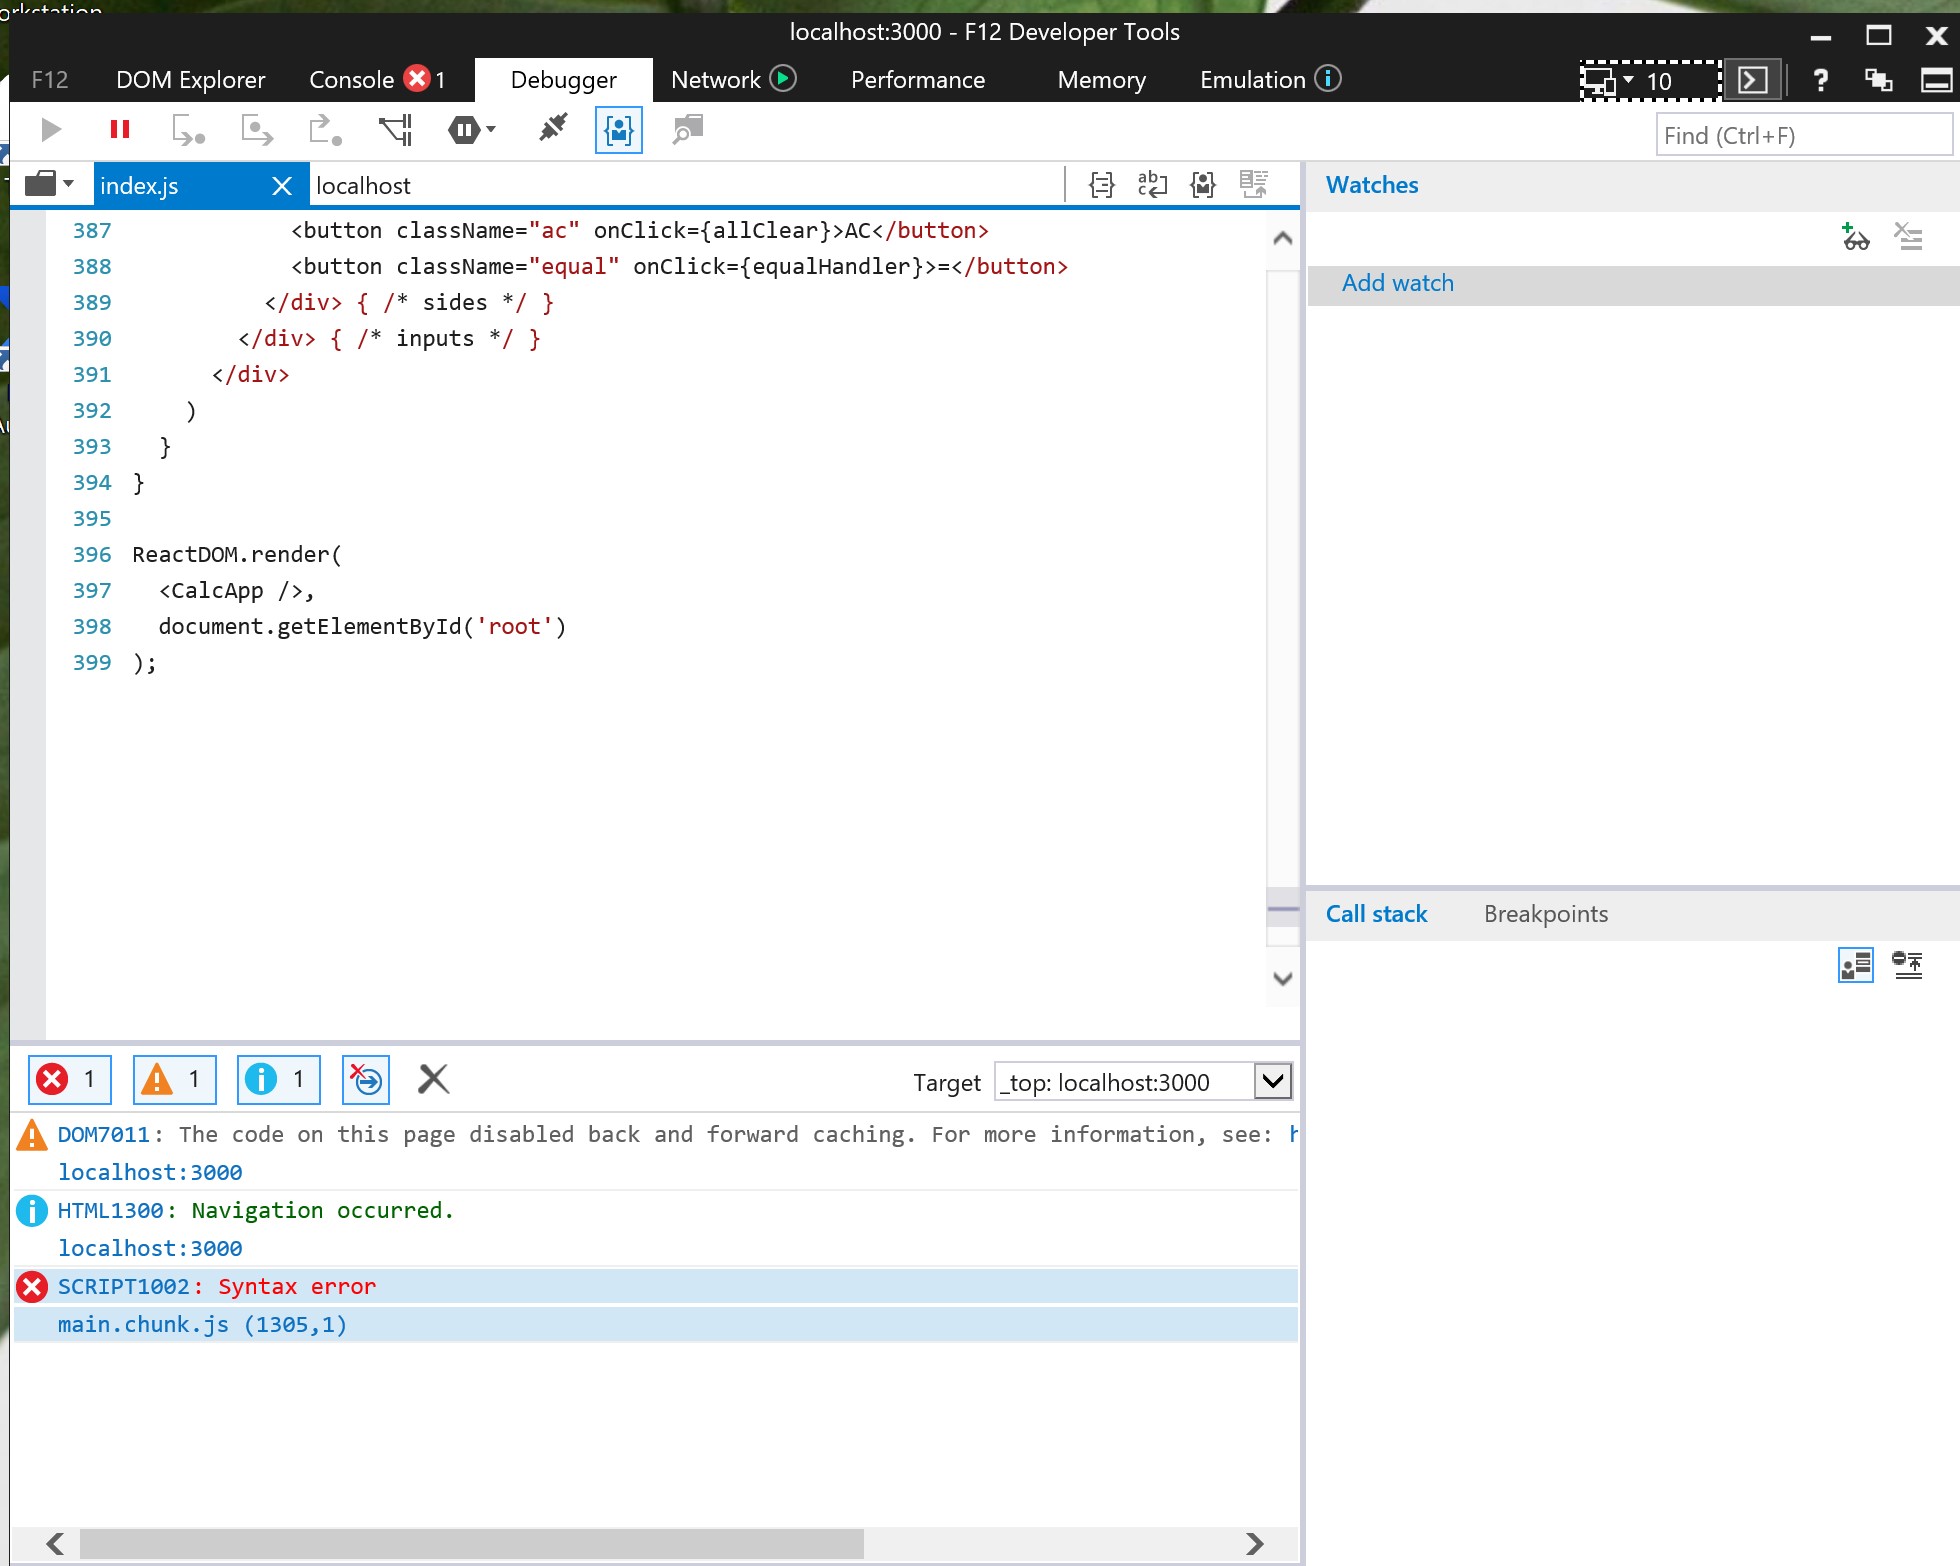 orkstation
localhost:3000 - F12 Developer Tools
F12 DOM Explorer Console 1 Debugger Network Performance Memory Emulation 10 ?
Find (Ctrl+F)
index.js X localhost
Watches
387 <button className="ac" onClick={allClear}>AC</button>
388 <button className="equal" onClick={equalHandler}>=</button>
389 </div> { /* sides */ }
390 </div> { /* inputs */ }
391 </div>
392 )
393 }
394 }
395
396 ReactDOM.render(
397 <CalcApp />,
398 document.getElementById('root')
399 );
Add watch
Call stack Breakpoints
1 1 1 Target _top: localhost:3000
DOM7011: The code on this page disabled back and forward caching. For more information, see: h
localhost:3000
HTML1300: Navigation occurred.
localhost:3000
SCRIPT1002: Syntax error
main.chunk.js (1305,1)